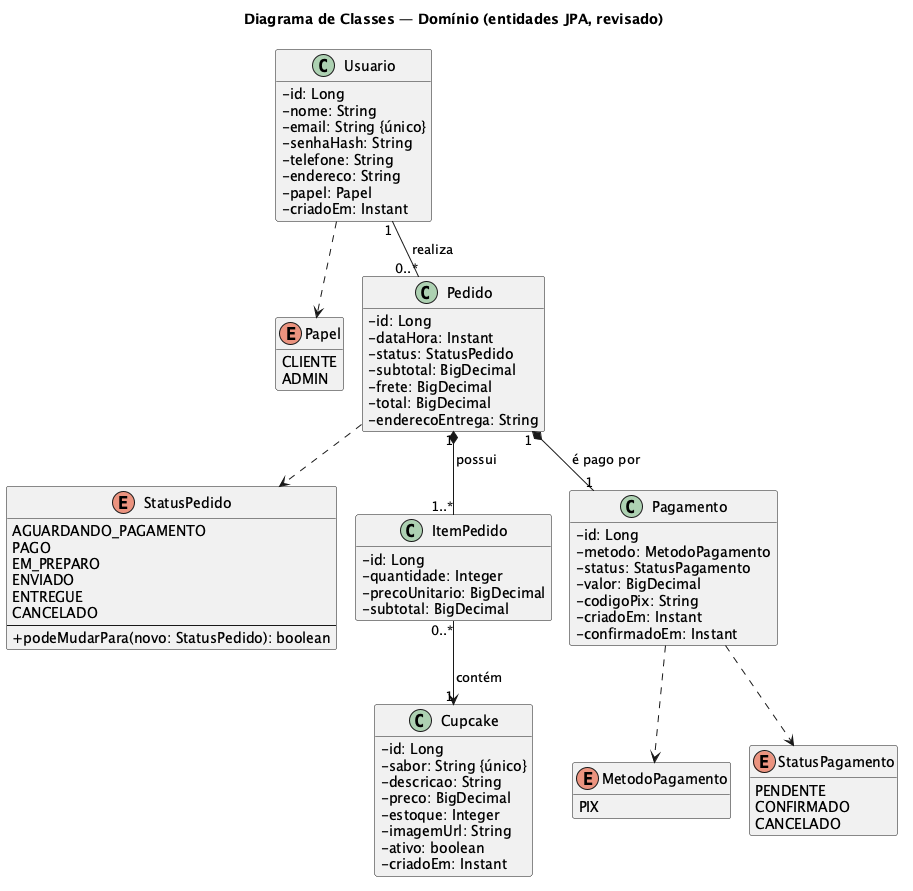 Diagrama de Classes — Domínio (entidades JPA, revisado)
C Usuario
-id: Long
-nome: String
-email: String {único}
-senhaHash: String
-telefone: String
-endereco: String
-papel: Papel
-criadoEm: Instant
1
realiza
0..*
C Pedido
-id: Long
-dataHora: Instant
-status: StatusPedido
-subtotal: BigDecimal
-frete: BigDecimal
-total: BigDecimal
-enderecoEntrega: String
E Papel
CLIENTE
ADMIN
1
possui
1..*
1
é pago por
1
E StatusPedido
AGUARDANDO_PAGAMENTO
PAGO
EM_PREPARO
ENVIADO
ENTREGUE
CANCELADO
+podeMudarPara(novo: StatusPedido): boolean
C ItemPedido
-id: Long
-quantidade: Integer
-precoUnitario: BigDecimal
-subtotal: BigDecimal
C Pagamento
-id: Long
-metodo: MetodoPagamento
-status: StatusPagamento
-valor: BigDecimal
-codigoPix: String
-criadoEm: Instant
-confirmadoEm: Instant
0..*
contém
1
C Cupcake
-id: Long
-sabor: String {único}
-descricao: String
-preco: BigDecimal
-estoque: Integer
-imagemUrl: String
-ativo: boolean
-criadoEm: Instant
E MetodoPagamento
PIX
E StatusPagamento
PENDENTE
CONFIRMADO
CANCELADO